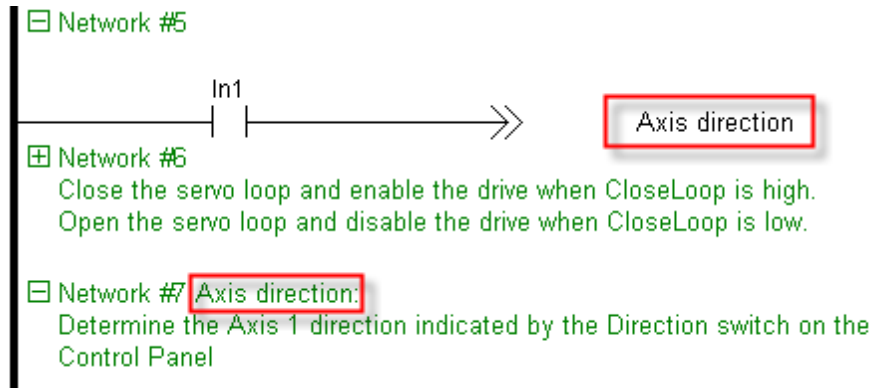 Network #5
In1
Axis direction
Network #6
Close the servo loop and enable the drive when CloseLoop is high.
Open the servo loop and disable the drive when CloseLoop is low.
Network #7 Axis direction:
Determine the Axis 1 direction indicated by the Direction switch on the
Control Panel